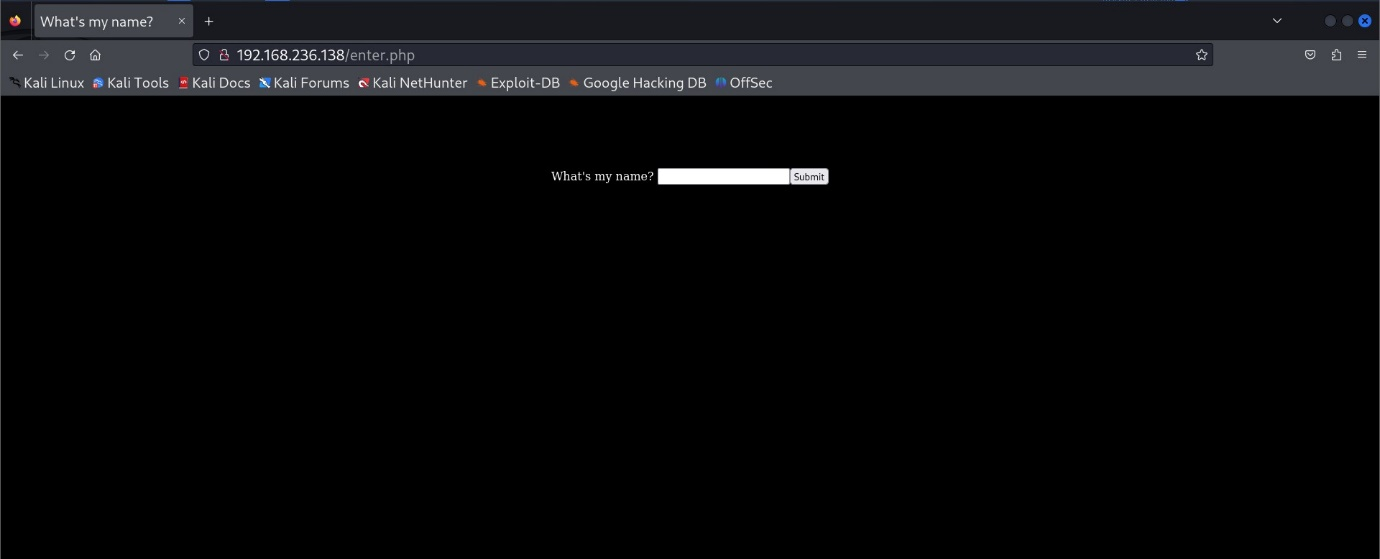 What's my name?
192.168.236.138/enter.php
Kali Linux Kali Tools Kali Docs Kali Forums Kali NetHunter Exploit-DB Google Hacking DB OffSec
What's my name? Submit